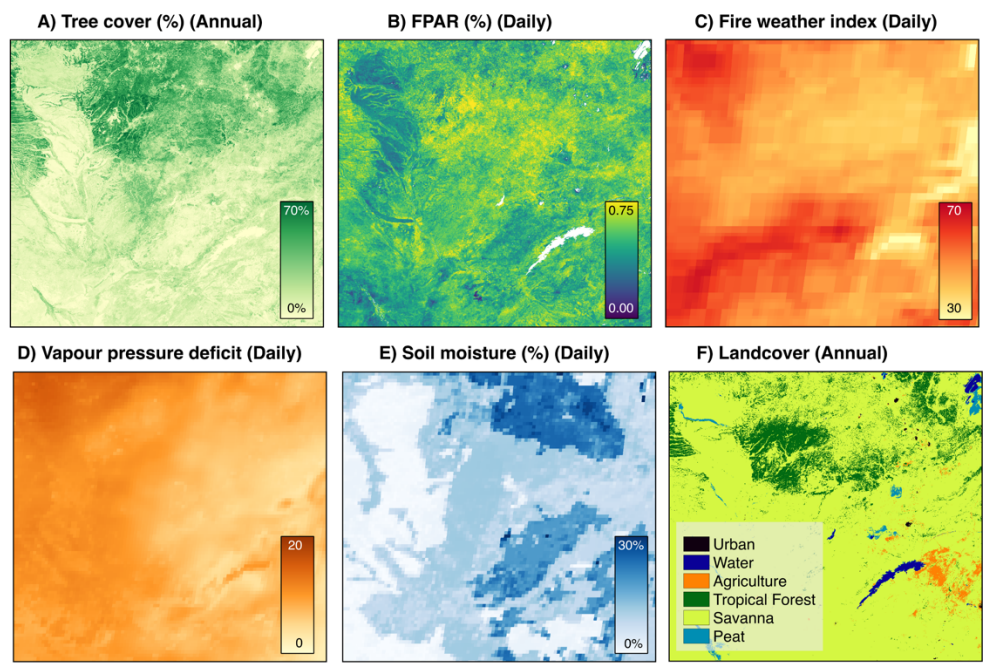 A) Tree cover (%) (Annual)
B) FPAR (%) (Daily)
C) Fire weather index (Daily)
70%
0%
0.75
0.00
70
30
D) Vapour pressure deficit (Daily)
E) Soil moisture (%) (Daily)
F) Landcover (Annual)
20
0
30%
0%
Urban
Water
Agriculture
Tropical Forest
Savanna
Peat